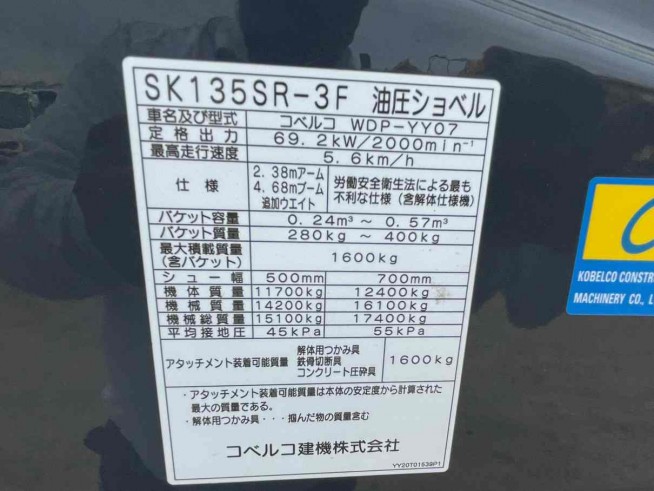 SK135SR-3F 油圧ショベル
車名及び型式 コベルコ WDP-YY07
定格出力 69.2kW/2000min⁻¹
最高走行速度 5.6km/h
仕様 2.38mアーム 4.68mブーム 追加ウエイト 労働安全衛生法による最も不利な仕様(含解体仕様機)
バケット容量 0.24m³ ~ 0.57m³
バケット質量 280kg ~ 400kg
最大積載質量(含バケット) 1600kg
シュー幅 500mm 700mm
機体質量 11700kg 12400kg
機械質量 14200kg 16100kg
機械総質量 15100kg 17400kg
平均接地圧 45kPa 55kPa
アタッチメント装着可能質量 解体用つかみ具 鉄骨切断具 コンクリート圧砕具 1600kg
・アタッチメント装着可能質量は本体の安定度から計算された
最大の質量である。
・解体用つかみ具・・・掴んだ物の質量含む
コベルコ建機株式会社
YY20T01539P1
KOBELCO CONSTR
MACHINERY CO., L